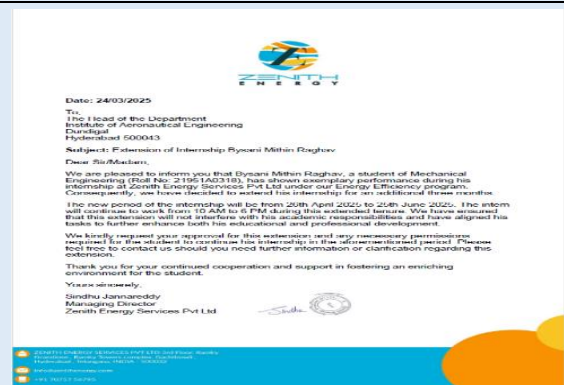 ZENITH
ENERGY
Date: 24/03/2025
To,
The Head of the Department
Institute of Aeronautical Engineering
Dundigal
Hyderabad 500043
Subject: Extension of Internship Bysani Mithin Raghav
Dear Sir/Madam,
We are pleased to inform you that Bysani Mithin Raghav, a student of Mechanical
Engineering (Roll No: 21951A0318), has shown exemplary performance during his
internship at Zenith Energy Services Pvt Ltd under our Energy Efficiency program.
Consequently, we have decided to extend his internship for an additional three months.
The new period of the internship will be from 26th April 2025 to 25th June 2025. The intern
will continue to work from 10 AM to 6 PM during this extended tenure. We have ensured
that this extension will not interfere with his academic responsibilities and have aligned his
tasks to further enhance both his educational and professional development.
We kindly request your approval for this extension and any necessary permissions
required for the student to continue his internship in the aforementioned period. Please
feel free to contact us should you need further information or clarification regarding this
extension.
Thank you for your continued cooperation and support in fostering an enriching
environment for the student.
Yours sincerely,
Sindhu Jannareddy
Managing Director
Zenith Energy Services Pvt Ltd
ZENITH ENERGY SERVICES PVT LTD 3rd Floor, Raniks
Hyderabad, Telangana, INDIA